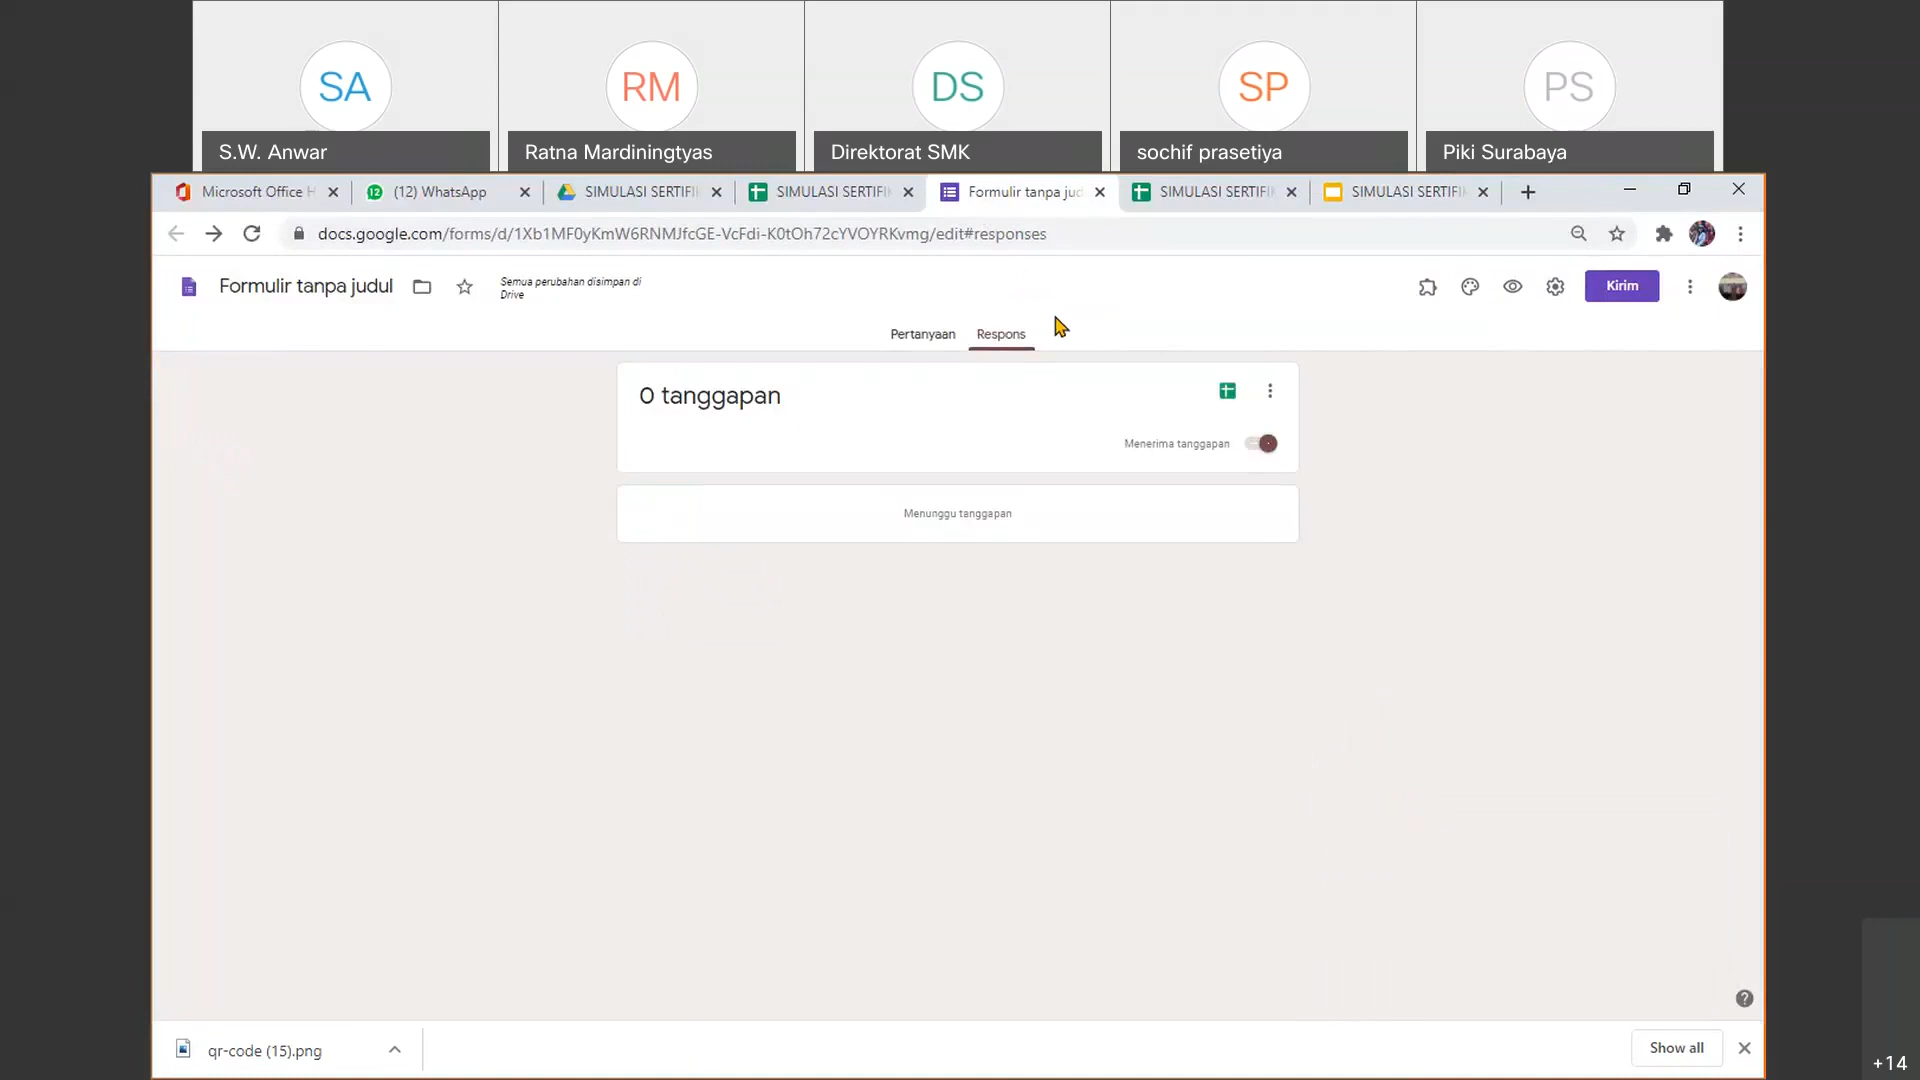 SA RM DS SP PS
S.W. Anwar Ratna Mardiningtyas Direktorat SMK sochif prasetiya Piki Surabaya
Microsoft Office H (12) WhatsApp SIMULASI SERTIFI SIMULASI SERTIFI Formulir tanpa jud SIMULASI SERTIFI SIMULASI SERTIFI
docs.google.com/forms/d/1Xb1MF0yKmW6RNMJfcGE-VcFdi-K0tOh72cYVOYRKvmg/edit#responses
Formulir tanpa judul
Semua perubahan disimpan di
Drive
Kirim
Pertanyaan Respons
0 tanggapan
Menerima tanggapan
Menunggu tanggapan
qr-code (15).png
Show all
+14